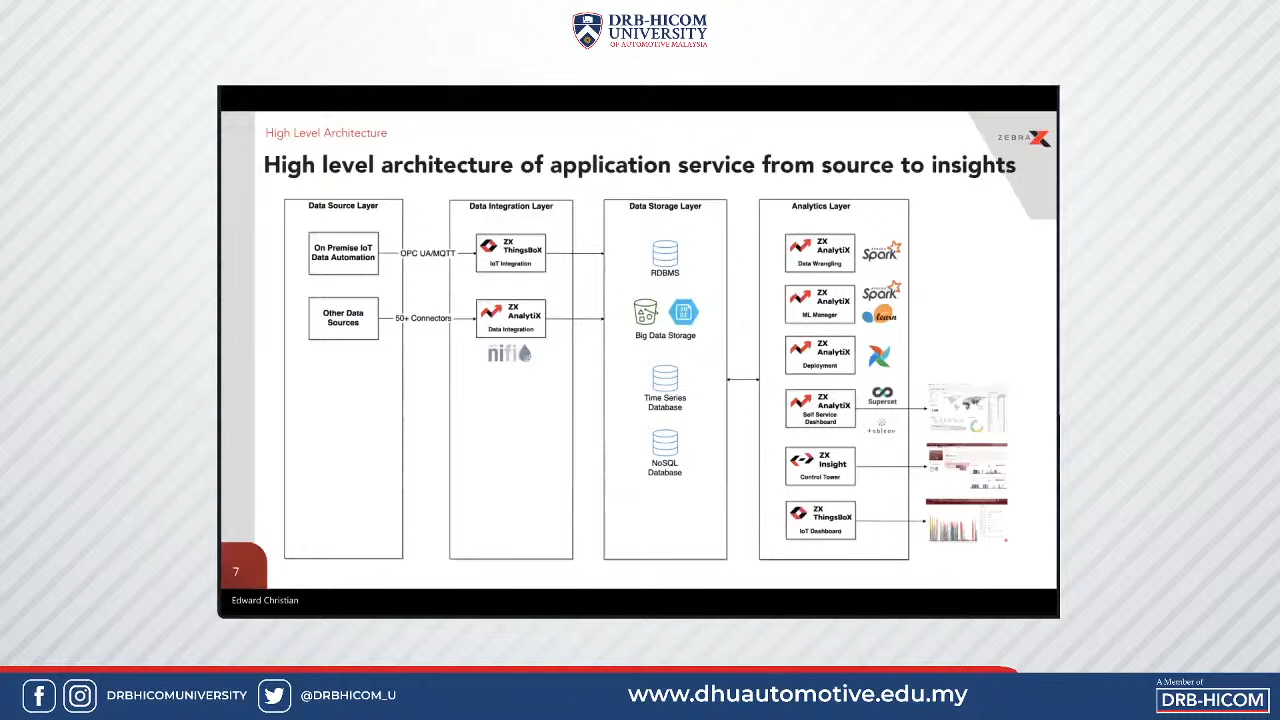 DRB-HICOM
UNIVERSITY
OF AUTOMOTIVE MALAYSIA
High Level Architecture
ZEBRAX
High level architecture of application service from source to insights
Data Source Layer
On Premise IoT
Data Automation
Other Data
Sources
OPC UA/MQTT
50+ Connectors
Data Integration Layer
ZX
ThingsBoX
IoT Integration
ZX
AnalytiX
Data Integration
nifi
Data Storage Layer
RDBMS
Big Data Storage
Time Series
Database
NoSQL
Database
Analytics Layer
ZX
AnalytiX
Data Wrangling
APACHE
Spark
ZX
AnalytiX
ML Manager
APACHE
Spark
learn
ZX
AnalytiX
Deployment
ZX
AnalytiX
Self Service
Dashboard
Superset
+ableau
ZX
Insight
Control Tower
ZX
ThingsBoX
IoT Dashboard
7
Edward Christian
DRBHICOMUNIVERSITY
@DRBHICOM_U
www.dhuautomotive.edu.my
A Member of
DRB-HICOM